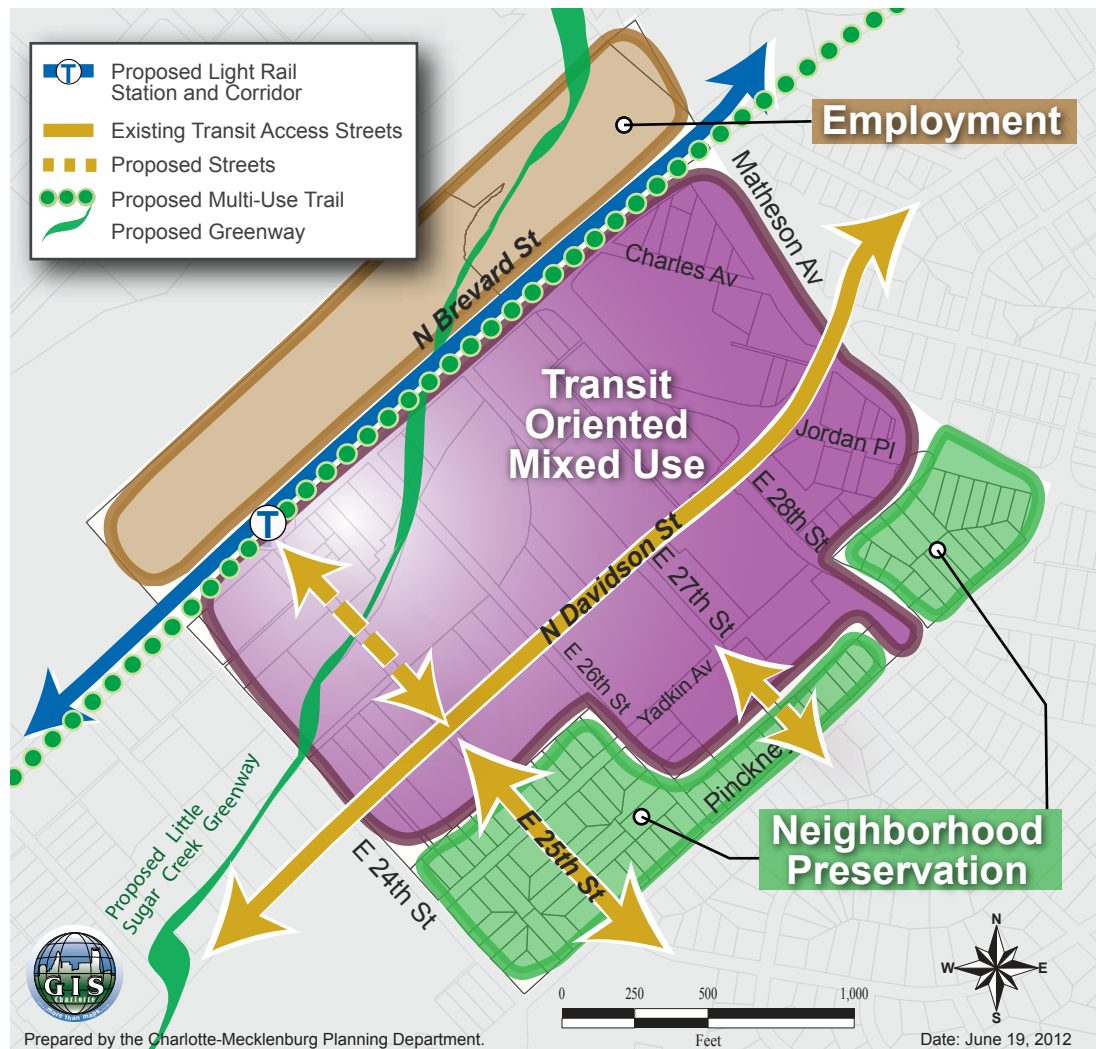 T
Proposed Light Rail
Station and Corridor
Existing Transit Access Streets
Proposed Streets
Proposed Multi-Use Trail
Proposed Greenway
Employment
Matheson Av
Charles Av
N Brevard St
Transit
Oriented
Mixed Use
Jordan Pl
E 28th St
T
N Davidson St
E 27th St
E 26th St
Yadkin Av
Pinckney
Neighborhood
Preservation
E 25th St
E 24th St
Proposed Little
Sugar Creek Greenway
GIS
Charlotte
...more than maps...
N
W
E
S
0
250
500
1,000
Feet
Prepared by the Charlotte-Mecklenburg Planning Department.
Date: June 19, 2012